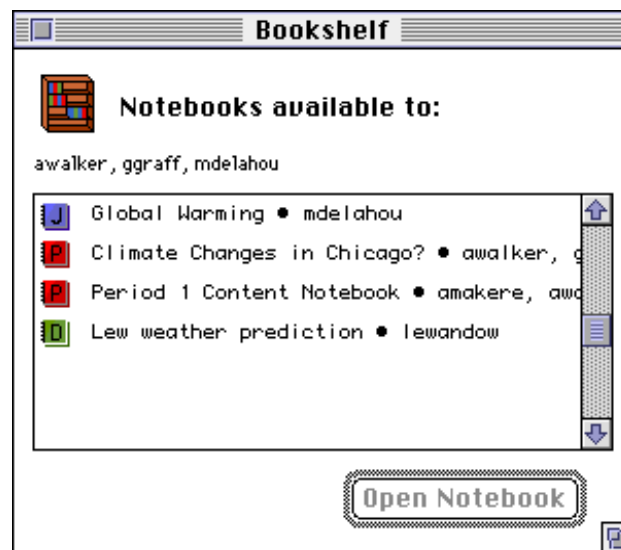 Bookshelf
Notebooks available to:
awalker, ggraff, mdelahou
J Global Warming • mdelahou
P Climate Changes in Chicago? • awalker, g
P Period 1 Content Notebook • amakere, awa
D Lew weather prediction • lewandow
Open Notebook